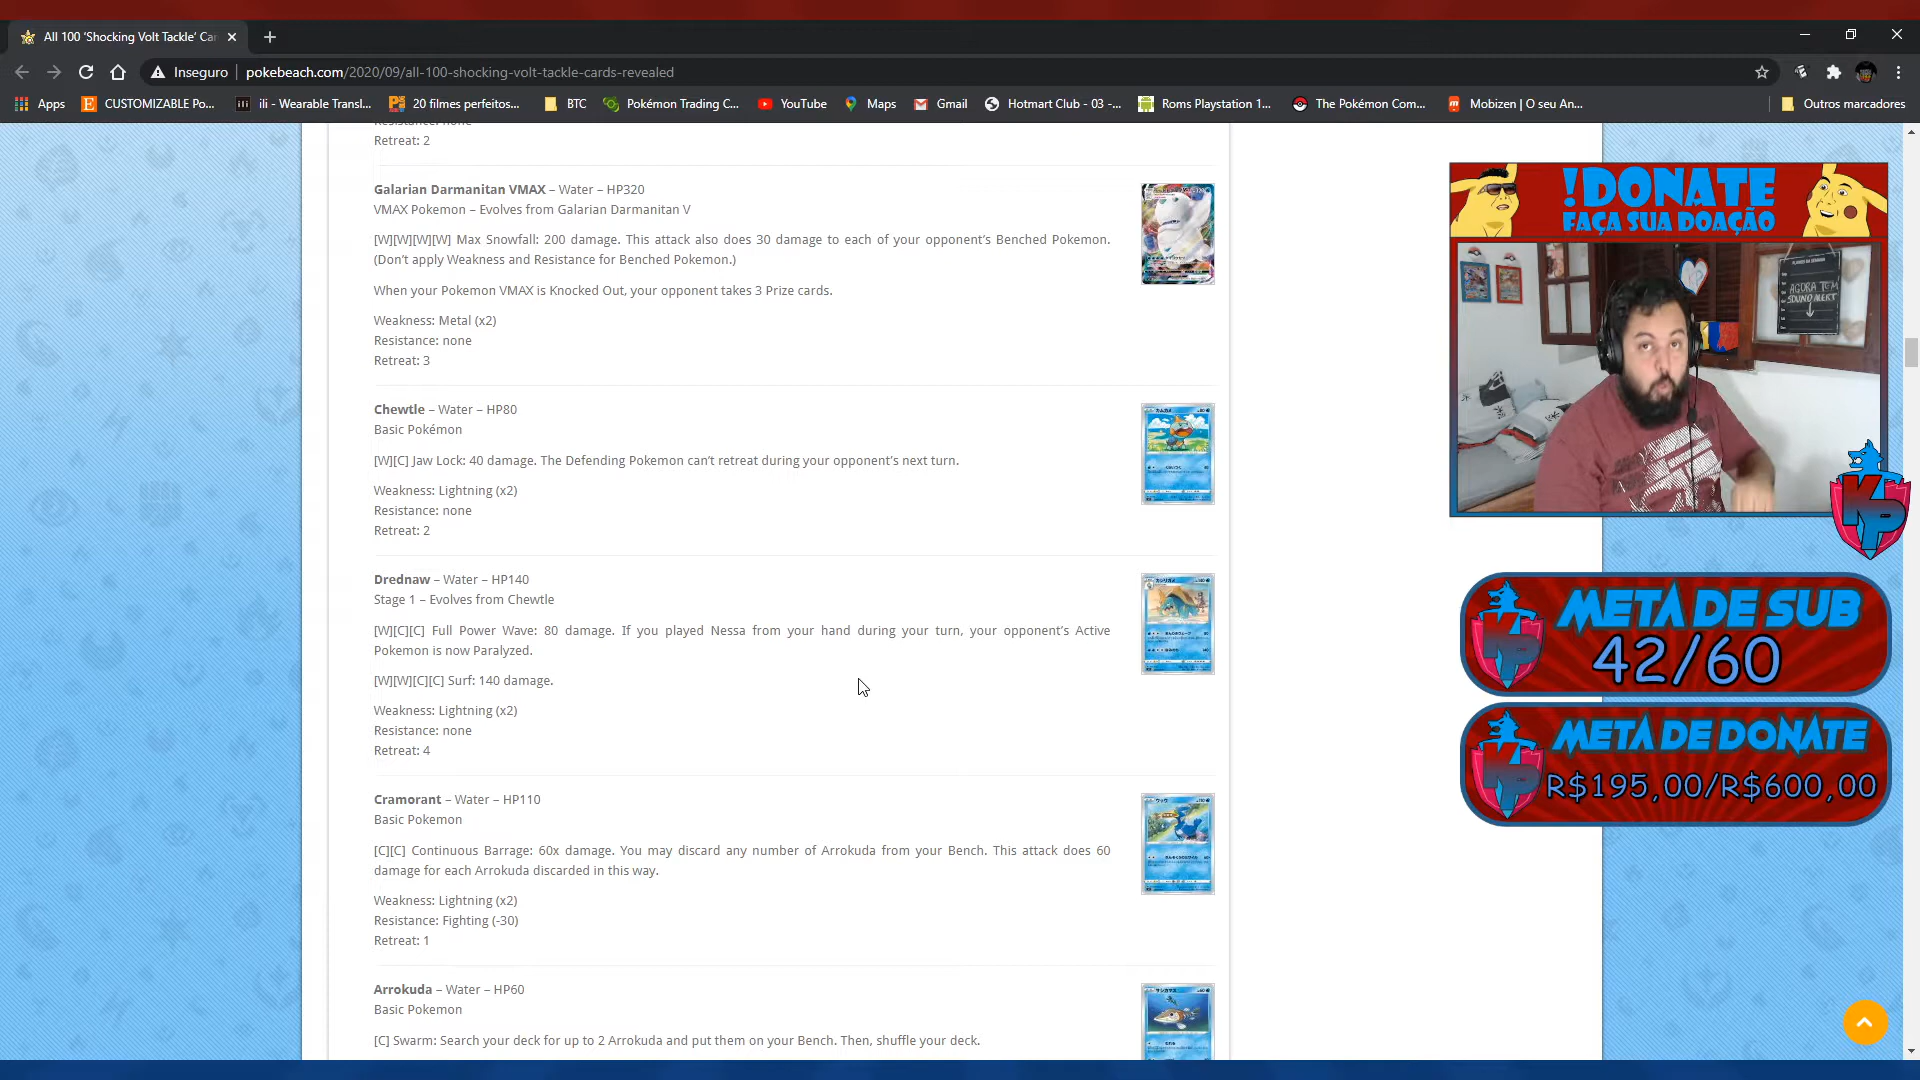 All 100 'Shocking Volt Tackle' Car
Inseguro
pokebeach.com/2020/09/all-100-shocking-volt-tackle-cards-revealed
Apps
CUSTOMIZABLE Po...
ili - Wearable Transl...
20 filmes perfeitos...
BTC
Pokémon Trading C...
YouTube
Maps
Gmail
Hotmart Club - 03 -...
Roms Playstation 1...
The Pokémon Com...
Mobizen | O seu An...
Outros marcadores
Resistance: none
Retreat: 2
Galarian Darmanitan VMAX – Water – HP320
VMAX Pokemon – Evolves from Galarian Darmanitan V
[W][W][W][W] Max Snowfall: 200 damage. This attack also does 30 damage to each of your opponent's Benched Pokemon.
(Don't apply Weakness and Resistance for Benched Pokemon.)
When your Pokemon VMAX is Knocked Out, your opponent takes 3 Prize cards.
Weakness: Metal (x2)
Resistance: none
Retreat: 3
Chewtle – Water – HP80
Basic Pokémon
[W][C] Jaw Lock: 40 damage. The Defending Pokemon can't retreat during your opponent's next turn.
Weakness: Lightning (x2)
Resistance: none
Retreat: 2
Drednaw – Water – HP140
Stage 1 – Evolves from Chewtle
[W][C][C] Full Power Wave: 80 damage. If you played Nessa from your hand during your turn, your opponent's Active
Pokemon is now Paralyzed.
[W][W][C][C] Surf: 140 damage.
Weakness: Lightning (x2)
Resistance: none
Retreat: 4
Cramorant – Water – HP110
Basic Pokemon
[C][C] Continuous Barrage: 60x damage. You may discard any number of Arrokuda from your Bench. This attack does 60
damage for each Arrokuda discarded in this way.
Weakness: Lightning (x2)
Resistance: Fighting (-30)
Retreat: 1
Arrokuda – Water – HP60
Basic Pokemon
[C] Swarm: Search your deck for up to 2 Arrokuda and put them on your Bench. Then, shuffle your deck.
!DONATE
FAÇA SUA DOAÇÃO
AGORA TEM
SOUND ALERT
KP
META DE SUB
42/60
META DE DONATE
R$195,00/R$600,00